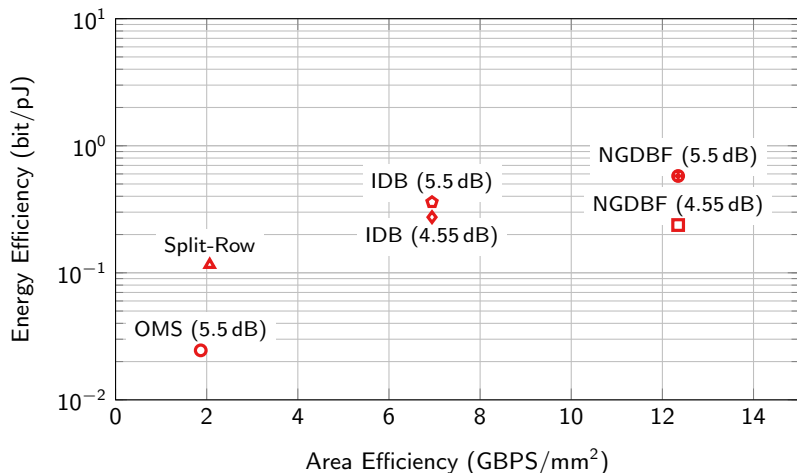 10^1
10^0
10^−1
10^−2
Energy Efficiency (bit/pJ)
NGDBF (5.5 dB)
IDB (5.5 dB)
NGDBF (4.55 dB)
IDB (4.55 dB)
Split-Row
OMS (5.5 dB)
0 2 4 6 8 10 12 14
Area Efficiency (GBPS/mm²)